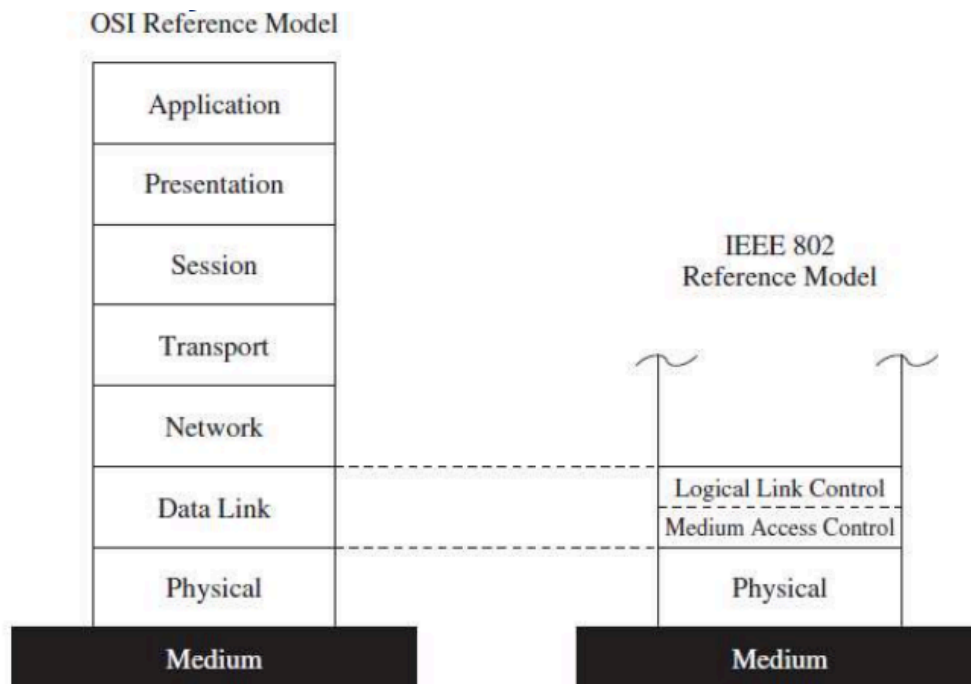 OSI Reference Model
Application
Presentation
Session
Transport
Network
Data Link
Physical
Medium
IEEE 802
Reference Model
Logical Link Control
Medium Access Control
Physical
Medium